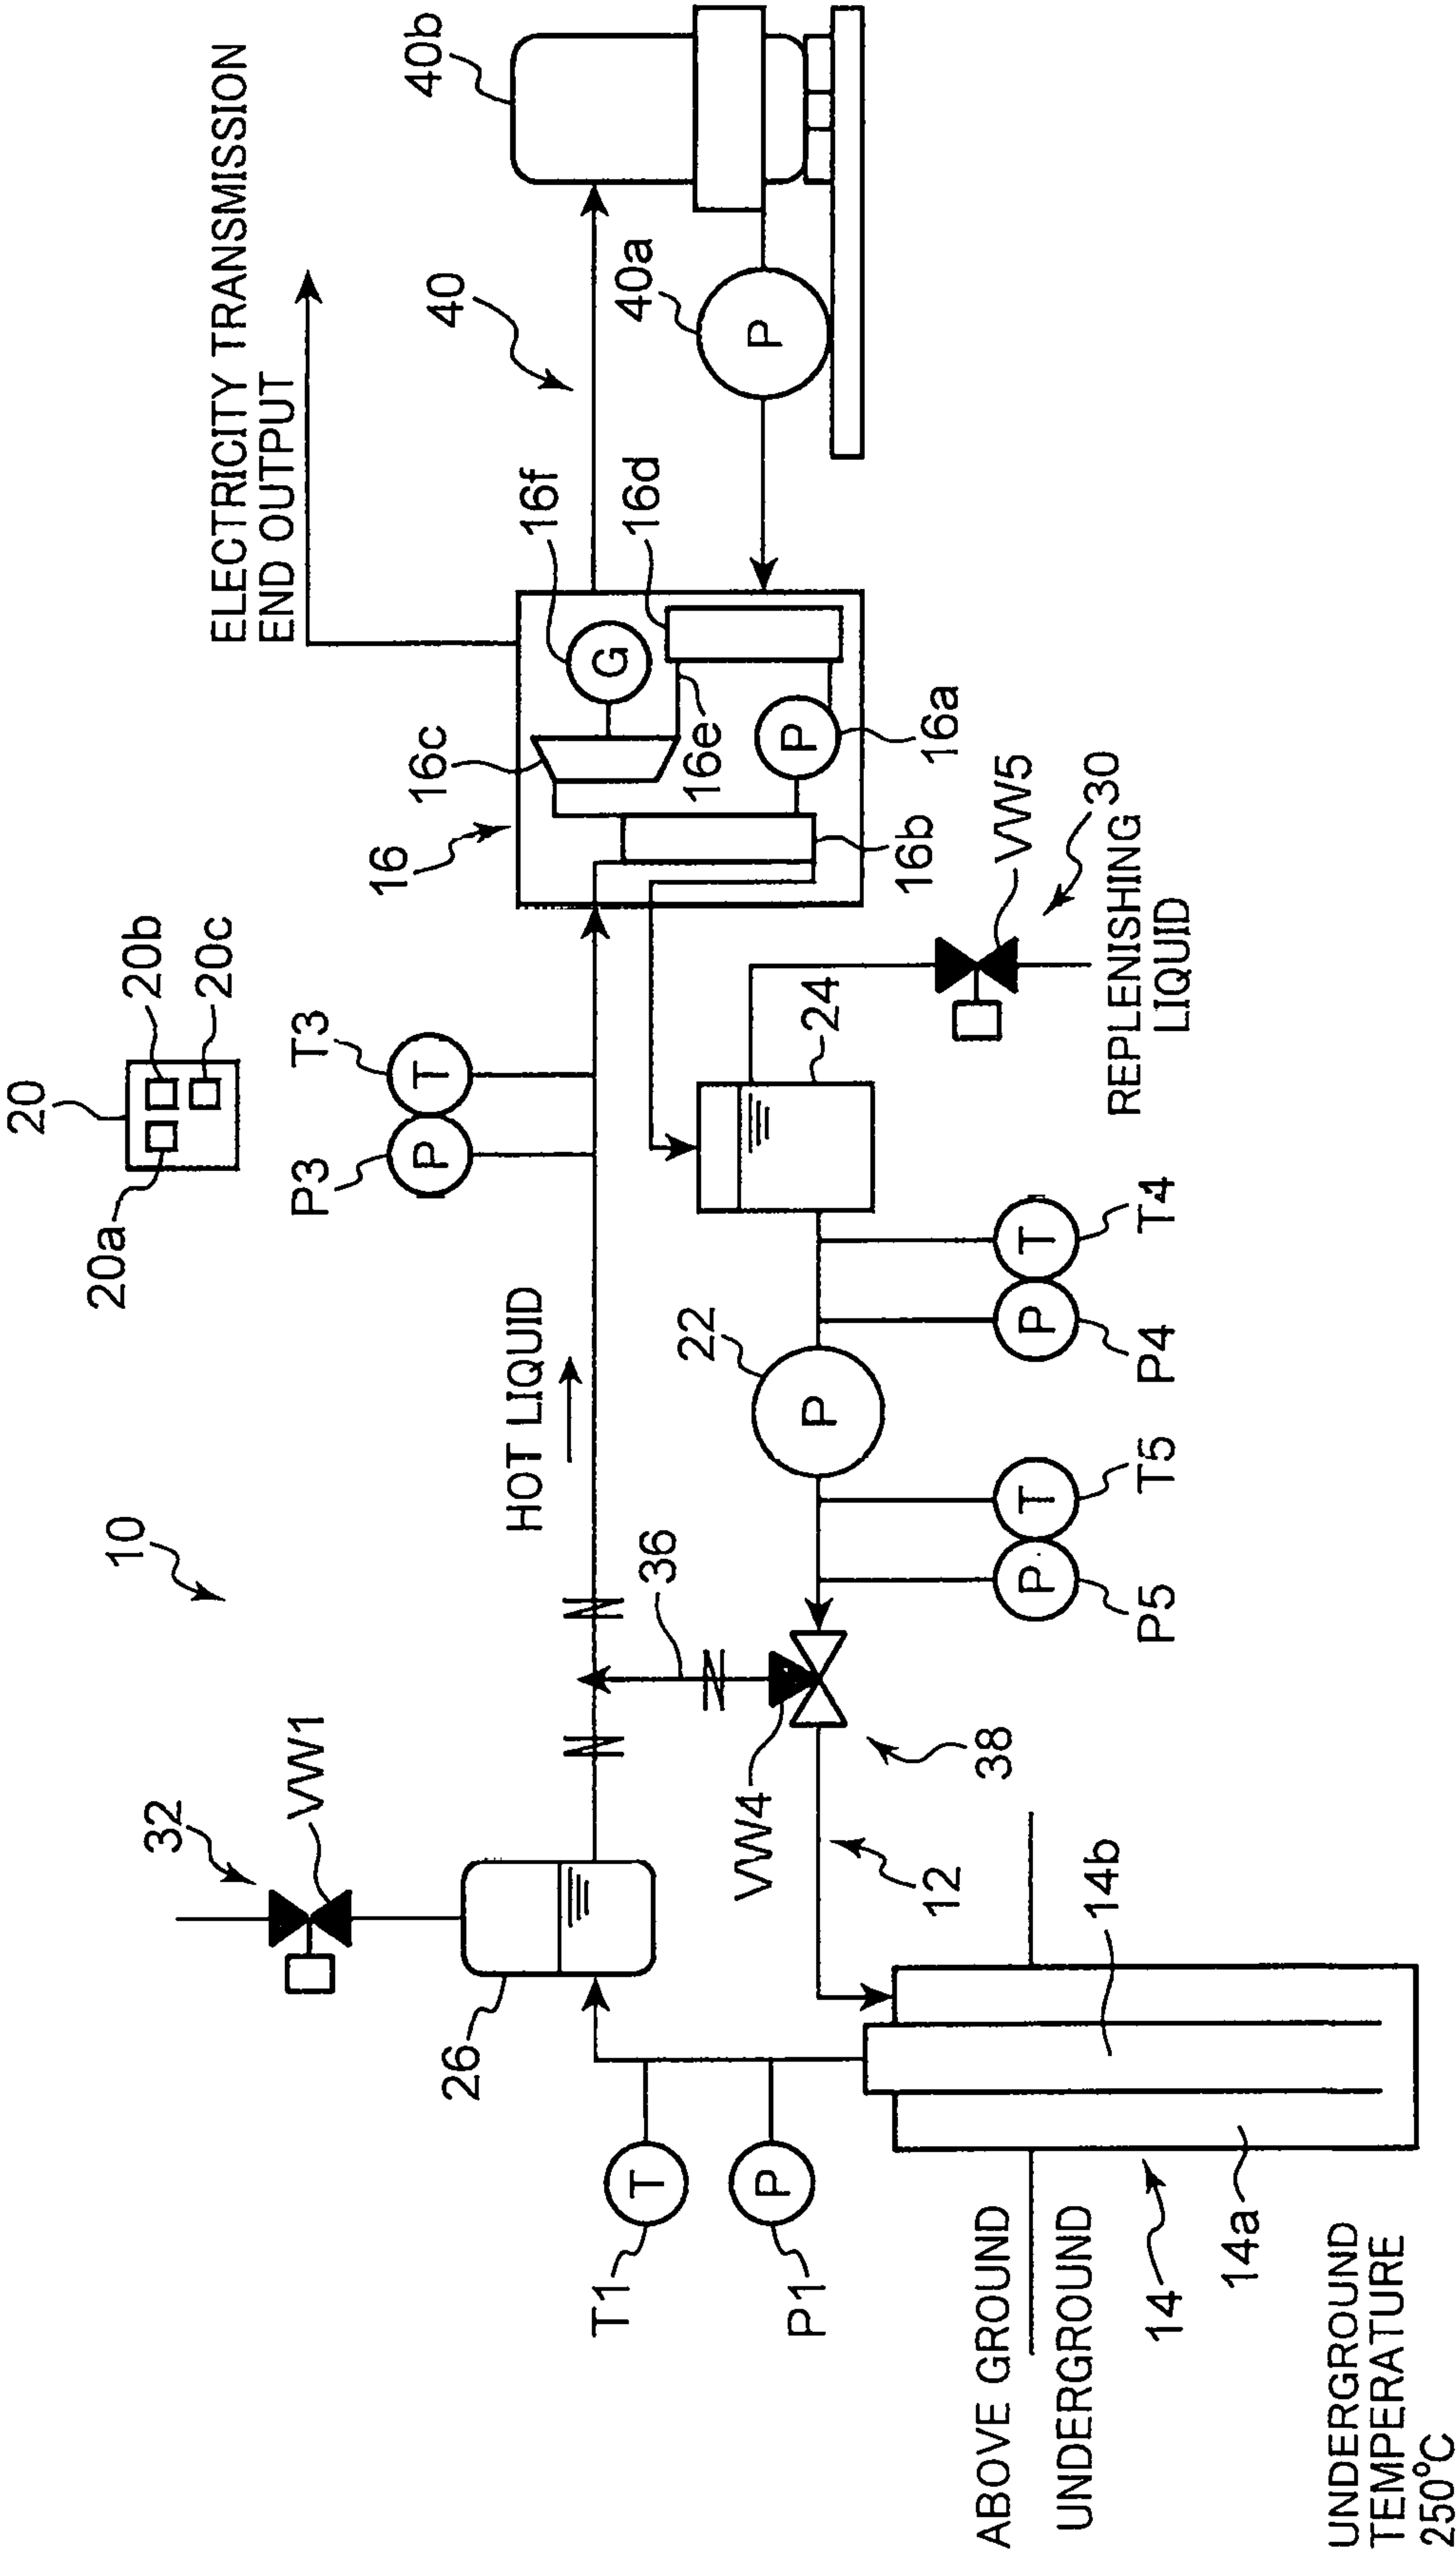 10
20
20a
20b
20c
32
VW1
P3
T3
ELECTRICITY TRANSMISSION
END OUTPUT
P
T
HOT LIQUID
16
16c
G
16f
40
40b
26
T1
T
36
16e
16d
40a
P
P1
P
VW4
22
P
24
P
16a
16b
38
12
P
T
P
T
VW5
30
REPLENISHING
LIQUID
P5
T5
P4
T4
ABOVE GROUND
UNDERGROUND
14b
14
14a
UNDERGROUND
TEMPERATURE
250°C